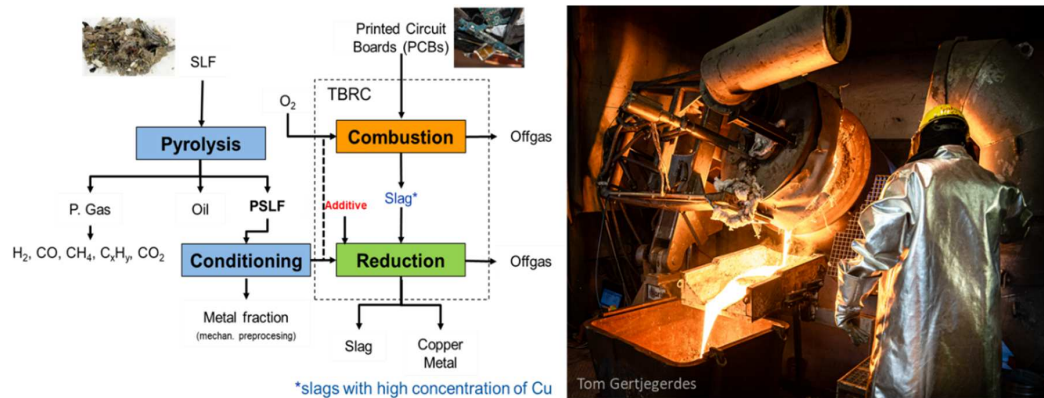 Printed Circuit
Boards (PCBs)
SLF
TBRC
O2
Pyrolysis
Combustion
Offgas
P. Gas
Oil
PSLF
Additive
Slag*
H2, CO, CH4, CxHy, CO2
Conditioning
Reduction
Offgas
Metal fraction
(mechan. preprocesing)
Slag
Copper
Metal
*slags with high concentration of Cu
Tom Gertjegerdes